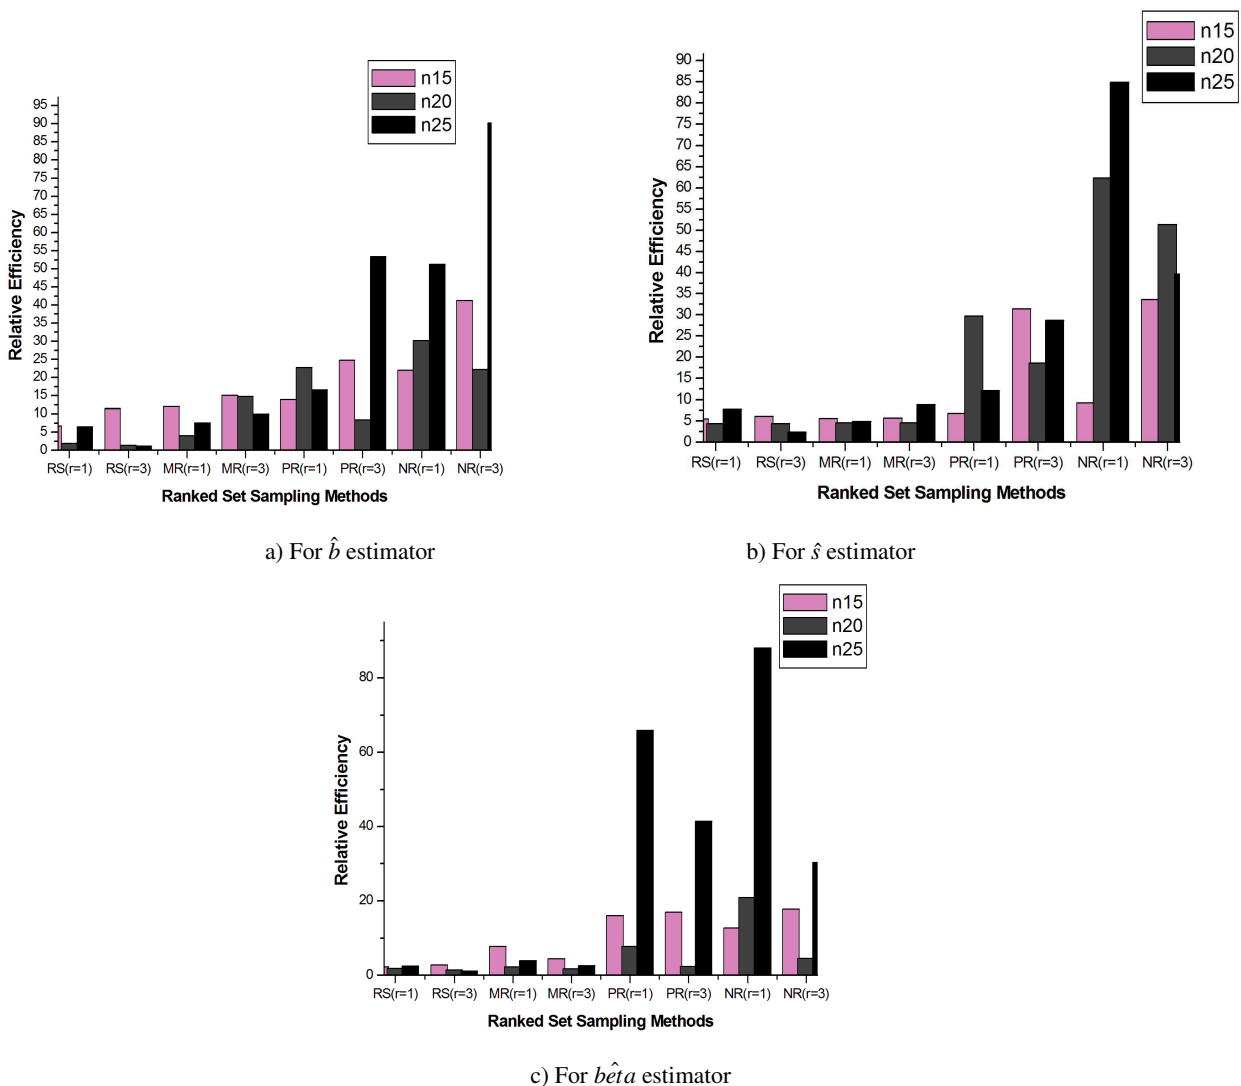 n15
n20
n25
95
90
85
80
75
70
65
60
55
50
45
40
35
30
25
20
15
10
5
0
Relative Efficiency
RS(r=1) RS(r=3) MR(r=1) MR(r=3) PR(r=1) PR(r=3) NR(r=1) NR(r=3)
Ranked Set Sampling Methods
a) For b̂ estimator
n15
n20
n25
90
85
80
75
70
65
60
55
50
45
40
35
30
25
20
15
10
5
0
Relative Efficiency
RS(r=1) RS(r=3) MR(r=1) MR(r=3) PR(r=1) PR(r=3) NR(r=1) NR(r=3)
Ranked Set Sampling Methods
b) For ŝ estimator
n15
n20
n25
80
60
40
20
0
Relative Efficiency
RS(r=1) RS(r=3) MR(r=1) MR(r=3) PR(r=1) PR(r=3) NR(r=1) NR(r=3)
Ranked Set Sampling Methods
c) For bêta estimator